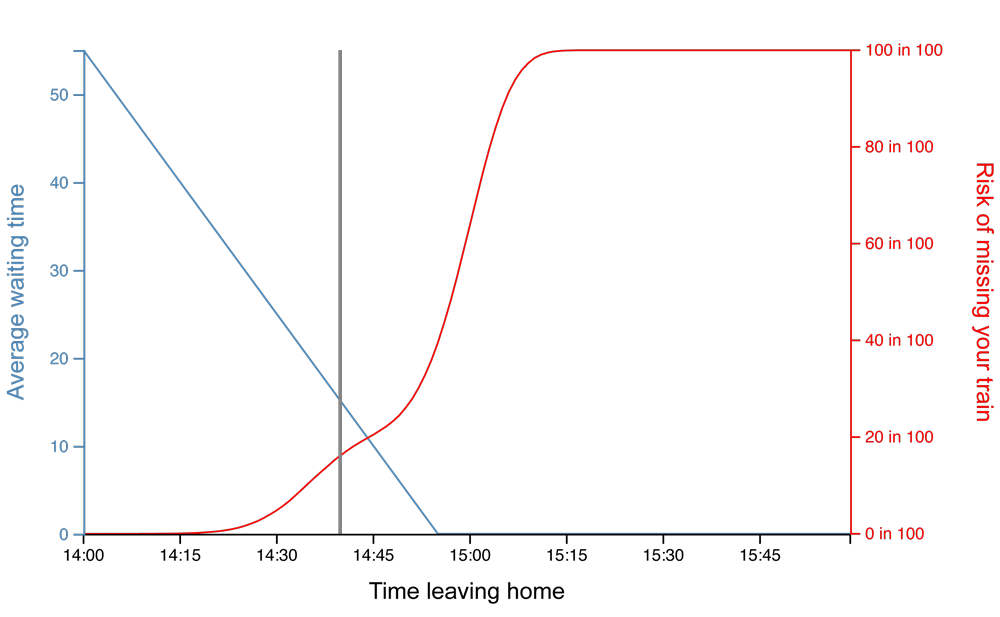 Average waiting time
50
40
30
20
10
0
100 in 100
80 in 100
60 in 100
40 in 100
20 in 100
0 in 100
Risk of missing your train
14:00 14:15 14:30 14:45 15:00 15:15 15:30 15:45
Time leaving home